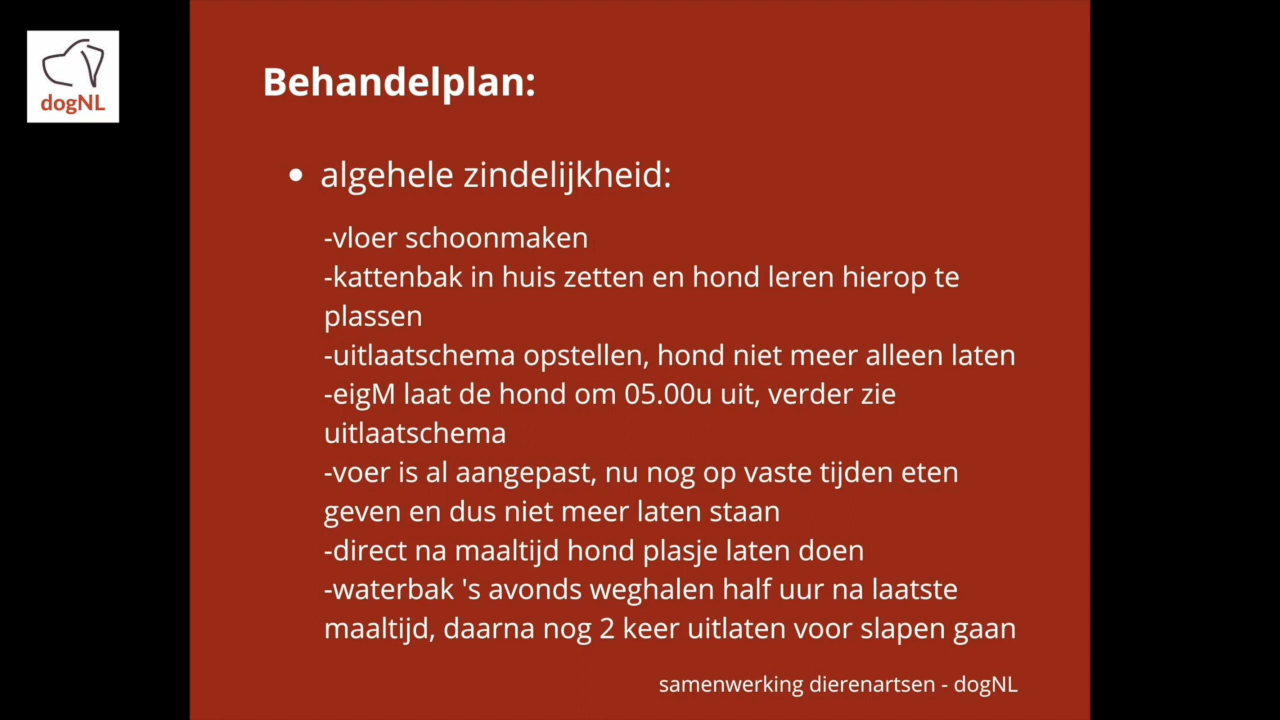 dogNL
Behandelplan:
• algehele zindelijkheid:
-vloer schoonmaken
-kattenbak in huis zetten en hond leren hierop te
plassen
-uitlaatschema opstellen, hond niet meer alleen laten
-eigM laat de hond om 05.00u uit, verder zie
uitlaatschema
-voer is al aangepast, nu nog op vaste tijden eten
geven en dus niet meer laten staan
-direct na maaltijd hond plasje laten doen
-waterbak 's avonds weghalen half uur na laatste
maaltijd, daarna nog 2 keer uitlaten voor slapen gaan
samenwerking dierenartsen - dogNL